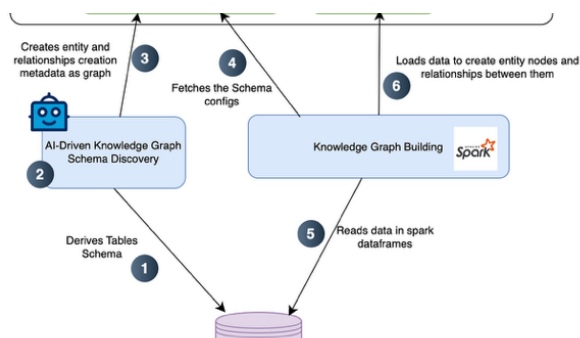 Creates entity and
relationships creation
metadata as graph
3
4
Fetches the Schema
configs
Loads data to create entity nodes and
relationships between them
6
AI-Driven Knowledge Graph
Schema Discovery
2
Knowledge Graph Building
APACHE
Spark
Derives Tables
Schema
1
5
Reads data in spark
dataframes